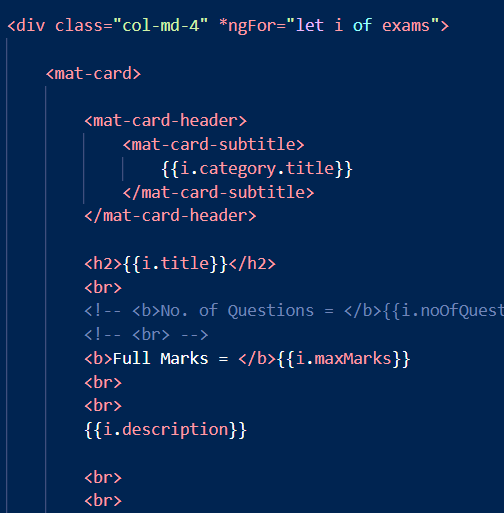 <div class="col-md-4" *ngFor="let i of exams">
<mat-card>
<mat-card-header>
<mat-card-subtitle>
{{i.category.title}}
</mat-card-subtitle>
</mat-card-header>
<h2>{{i.title}}</h2>
<br>
<!-- <b>No. of Questions = </b>{{i.noOfQuest
<!-- <br> -->
<b>Full Marks = </b>{{i.maxMarks}}
<br>
<br>
{{i.description}}
<br>
<br>